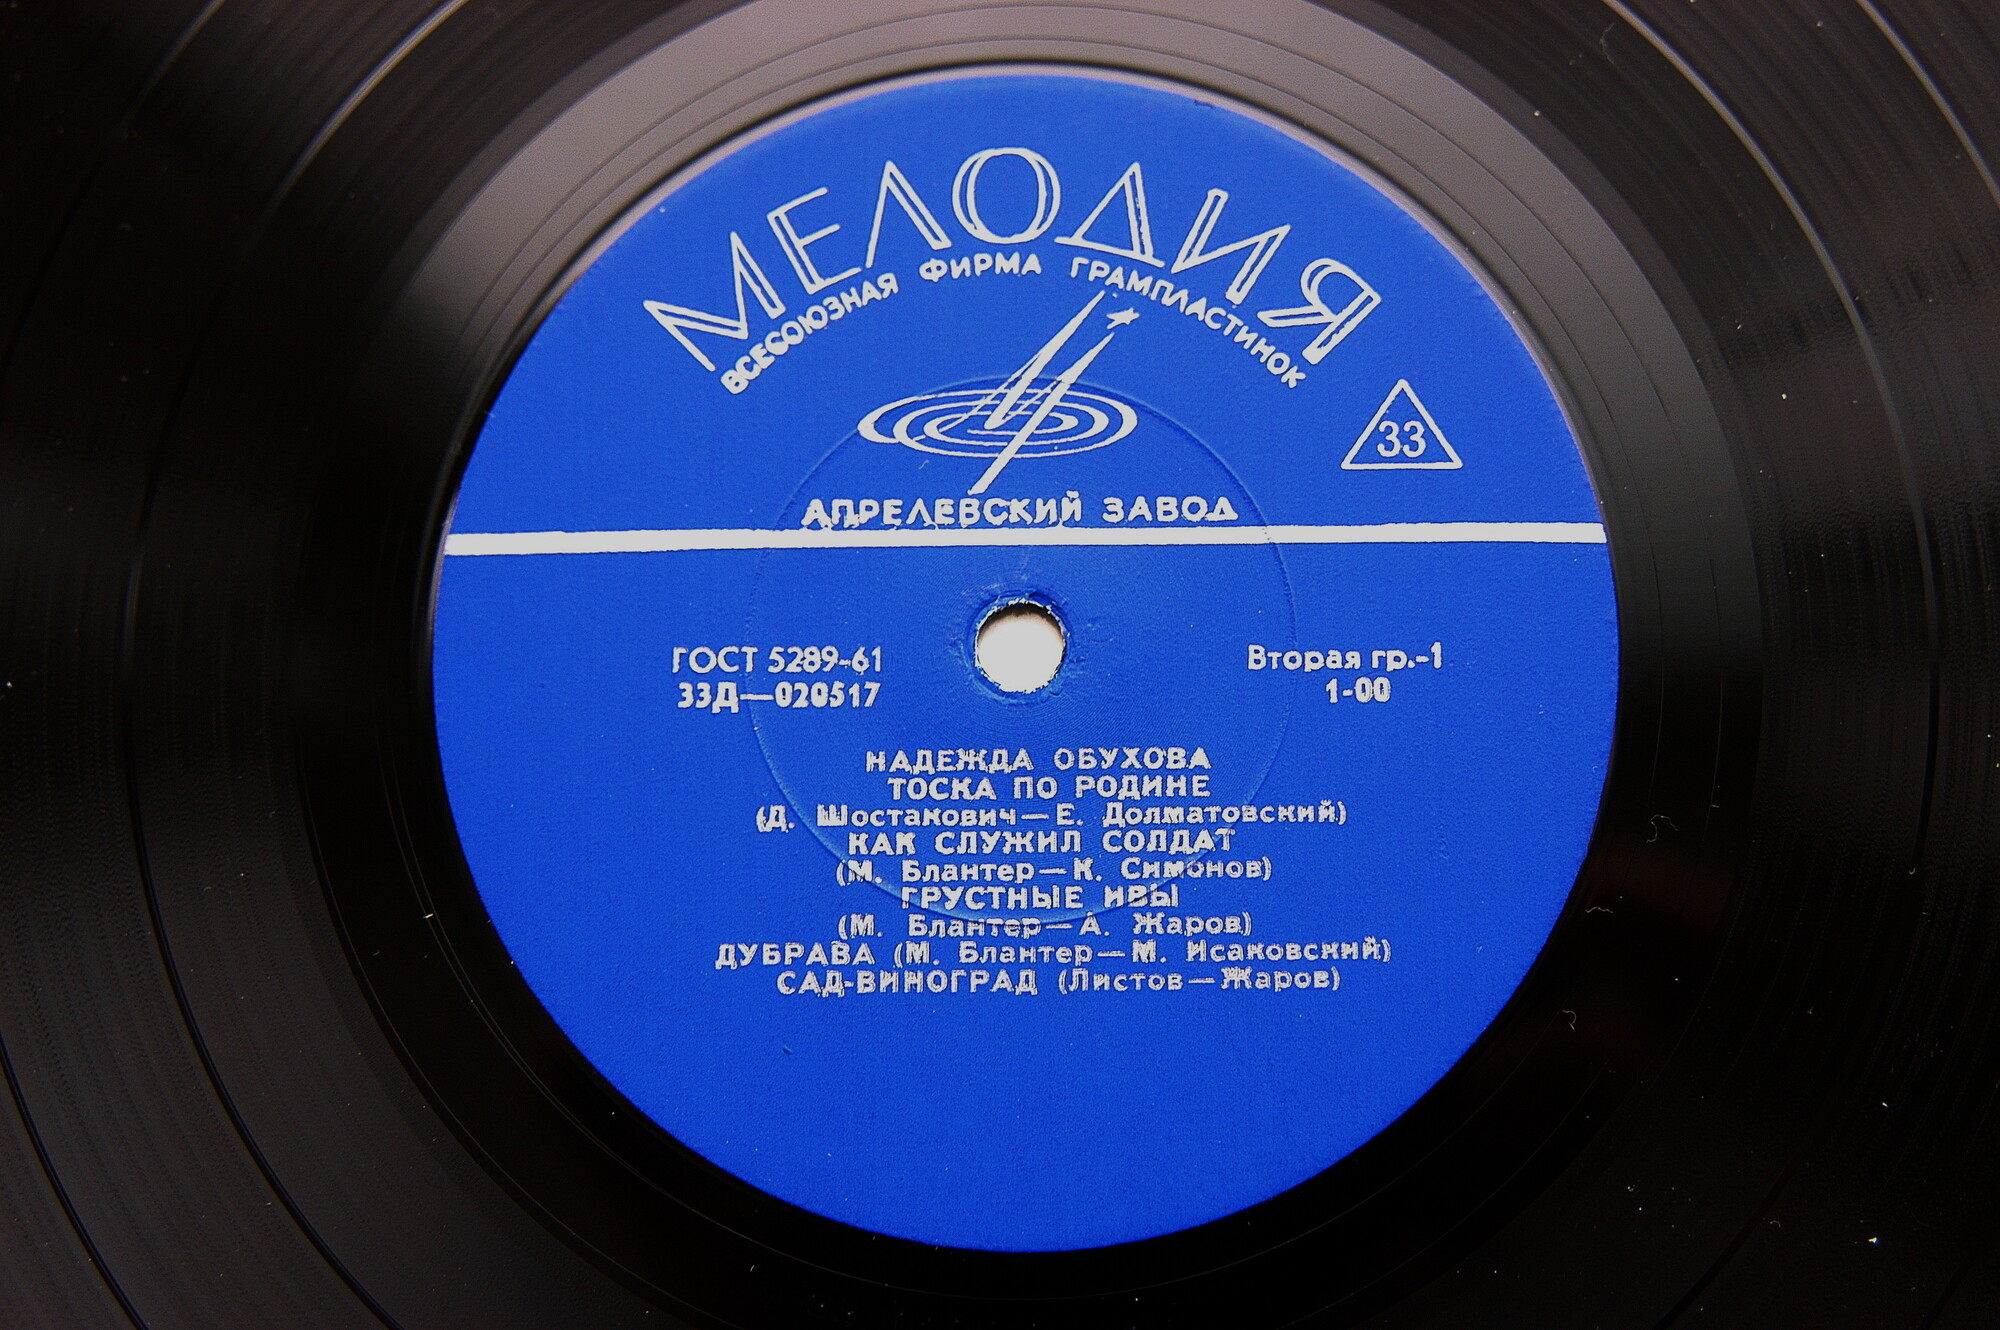 МЕЛОДИЯ
ВСЕСОЮЗНАЯ ФИРМА ГРАМПЛАСТИНОК
33
АПРЕЛЕВСКИЙ ЗАВОД
ГОСТ 5289-61
33Д—020517
Вторая гр.-1
1-00
НАДЕЖДА ОБУХОВА
ТОСКА ПО РОДИНЕ
(Д. Шостакович—Е. Долматовский)
КАК СЛУЖИЛ СОЛДАТ
(М. Блантер—К. Симонов)
ГРУСТНЫЕ ИВЫ
(М. Блантер—А. Жаров)
ДУБРАВА (М. Блантер—М. Исаковский)
САД-ВИНОГРАД (Листов—Жаров)